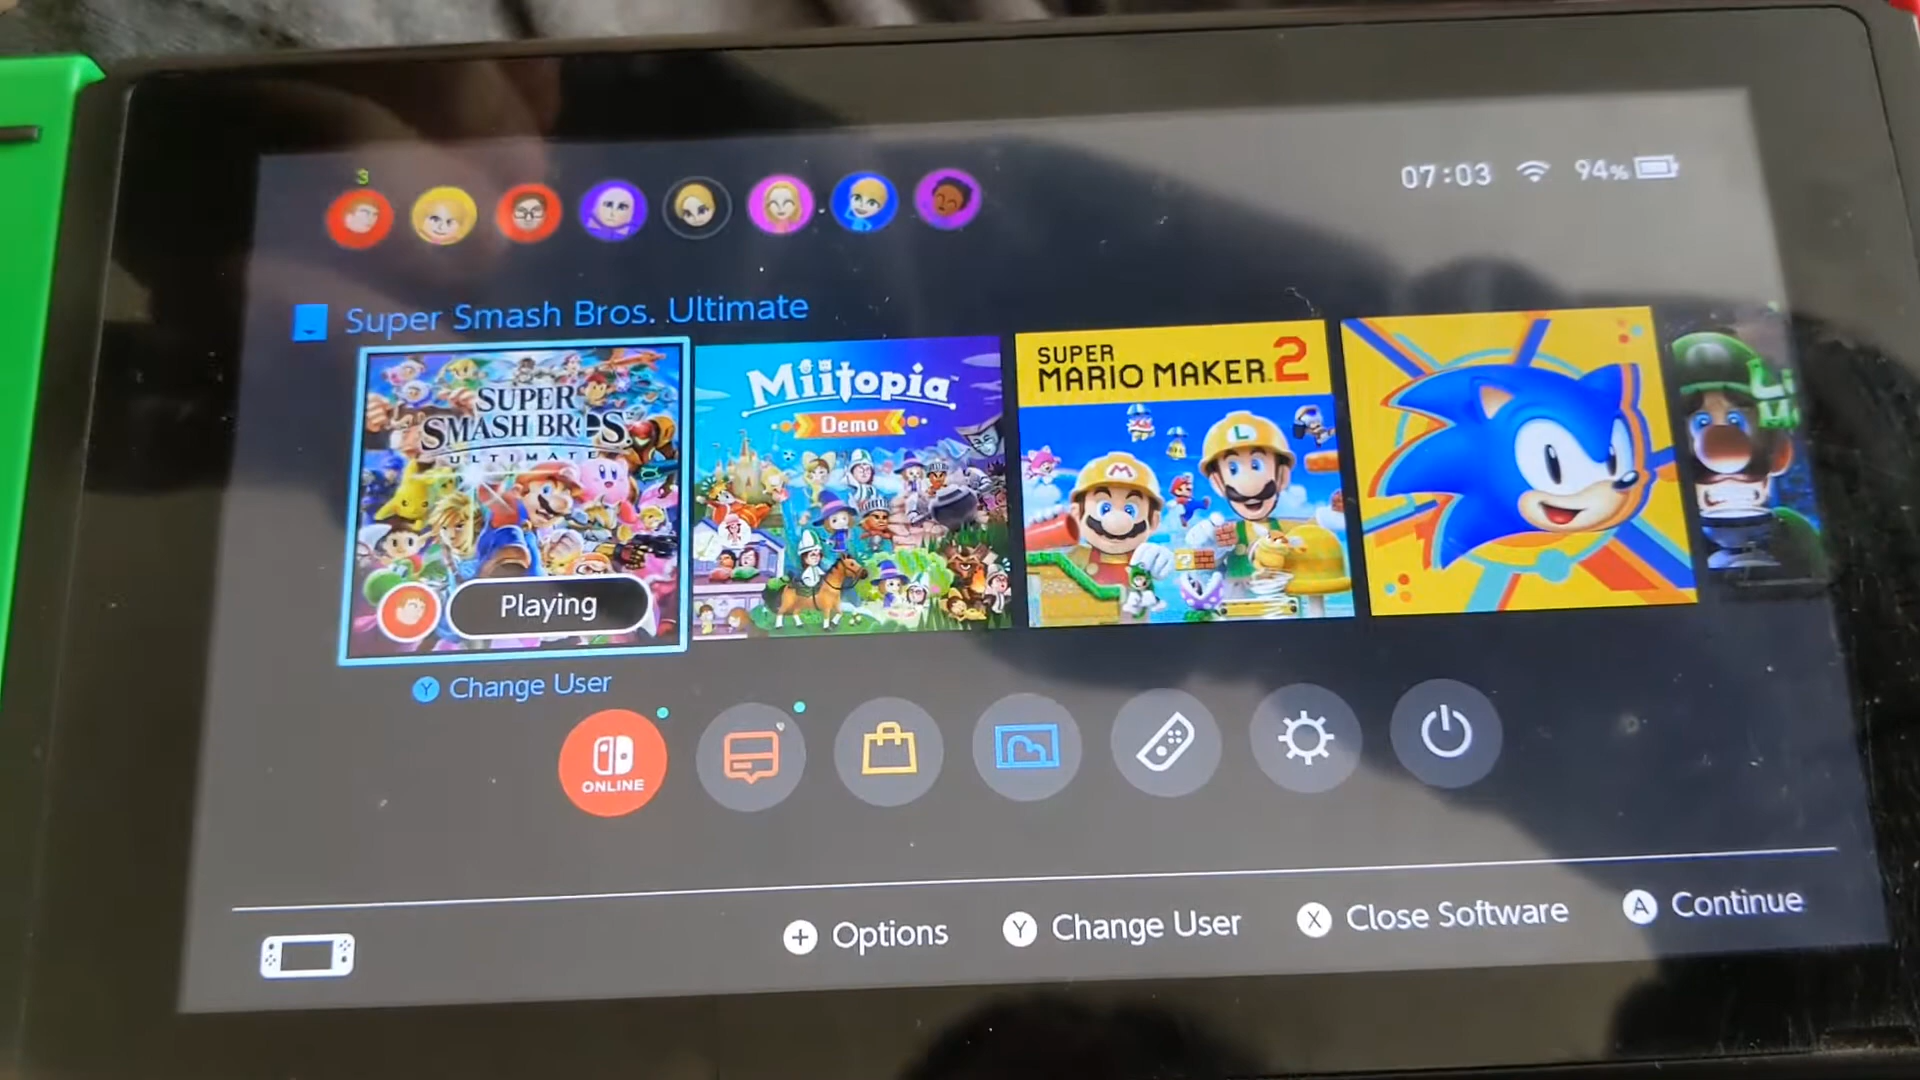 3
07:03 94%
Super Smash Bros. Ultimate
SUPER
SMASH BROS.
ULTIMATE
Miitopia
Demo
SUPER
MARIO MAKER 2
M
L
Playing
Y Change User
ONLINE
+ Options Y Change User X Close Software A Continue